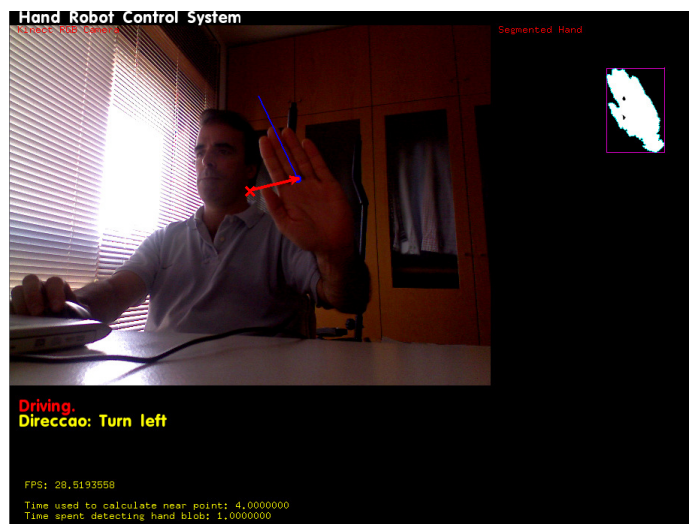 Hand Robot Control System
Kinect RGB Camera
Segmented Hand
Driving.
Direccao: Turn left
FPS: 28.5193558
Time used to calculate near point: 4.0000000
Time spent detecting hand blob: 1.0000000